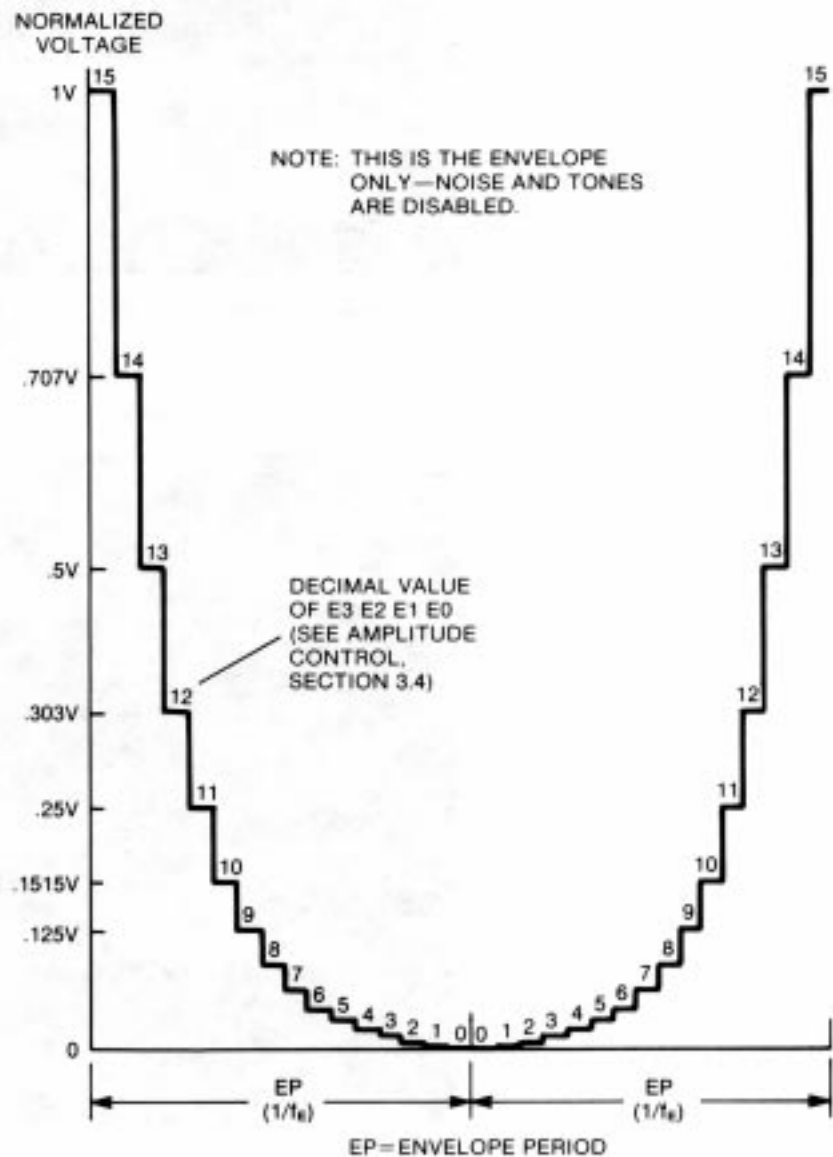 NORMALIZED
VOLTAGE
15
15
1V
NOTE: THIS IS THE ENVELOPE
ONLY—NOISE AND TONES
ARE DISABLED.
14
14
.707V
13
13
.5V
DECIMAL VALUE
OF E3 E2 E1 E0
(SEE AMPLITUDE
CONTROL,
SECTION 3.4)
12
12
.303V
11
11
.25V
10
10
.1515V
9
9
.125V
8
8
7
7
6
6
5
5
4
4
3
3
2
2
1
1
0
0
0
EP
(1/fE)
EP
(1/fE)
EP=ENVELOPE PERIOD